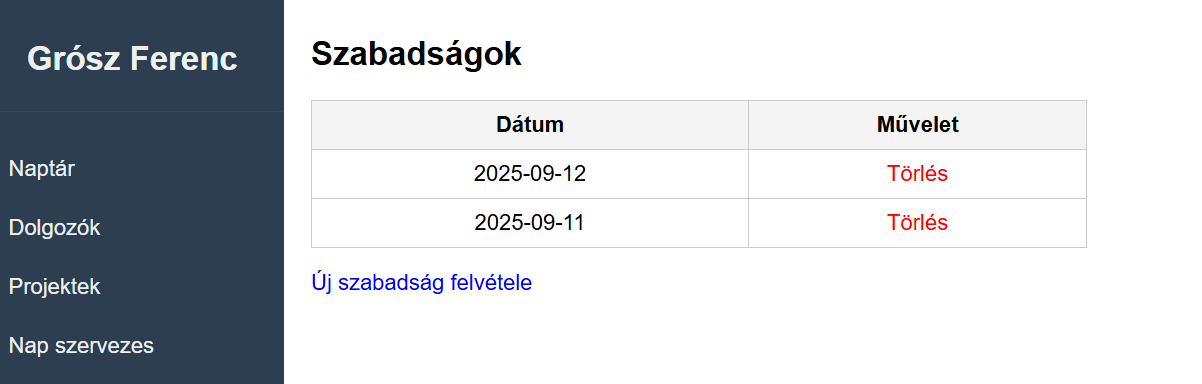 Grósz Ferenc
Naptár
Dolgozók
Projektek
Nap szervezes
Szabadságok
Dátum Művelet
2025-09-12 Törlés
2025-09-11 Törlés
Új szabadság felvétele